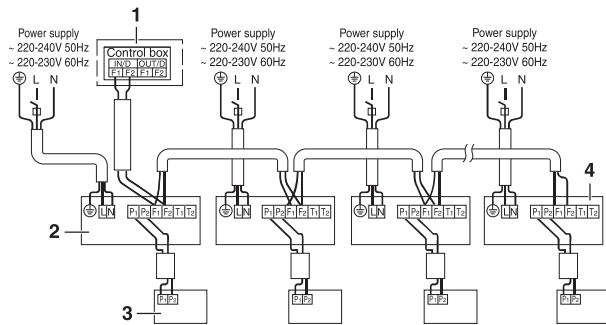 1
Power supply
~ 220-240V 50Hz
~ 220-230V 60Hz
L N
Control box
IN/D OUT/D
F1 F2 F1 F2
Power supply
~ 220-240V 50Hz
~ 220-230V 60Hz
L N
Power supply
~ 220-240V 50Hz
~ 220-230V 60Hz
L N
Power supply
~ 220-240V 50Hz
~ 220-230V 60Hz
L N
4
L N
P1 P2 F1 F2 T1 T2
L N
P1 P2 F1 F2 T1 T2
L N
P1 P2 F1 F2 T1 T2
L N
P1 P2 F1 F2 T1 T2
2
P1 P2
P1 P2
P1 P2
P1 P2
3